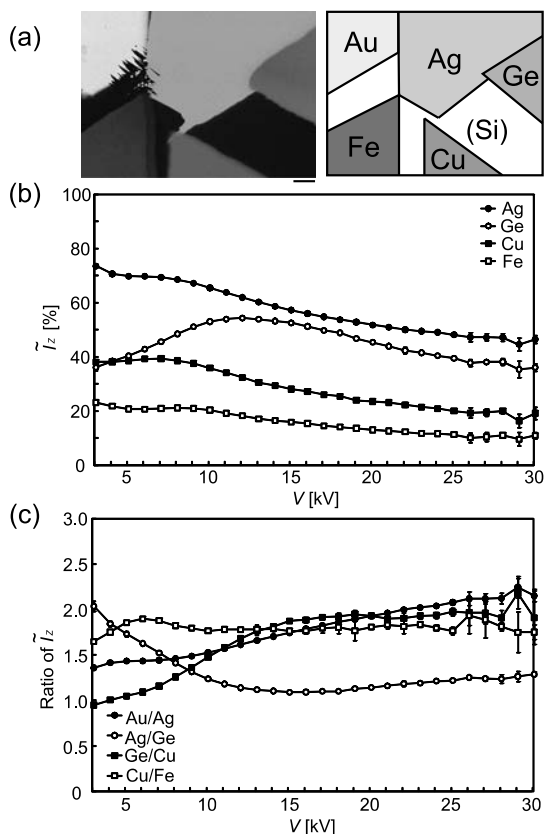 (a)
Au
Ag
Ge
(Si)
Fe
Cu
(b)
100
80
60
40
20
0
Ĩz [%]
Ag
Ge
Cu
Fe
5
10
15
20
25
30
V [kV]
(c)
3.0
2.5
2.0
1.5
1.0
0.5
0
Ratio of Ĩz
Au/Ag
Ag/Ge
Ge/Cu
Cu/Fe
5
10
15
20
25
30
V [kV]